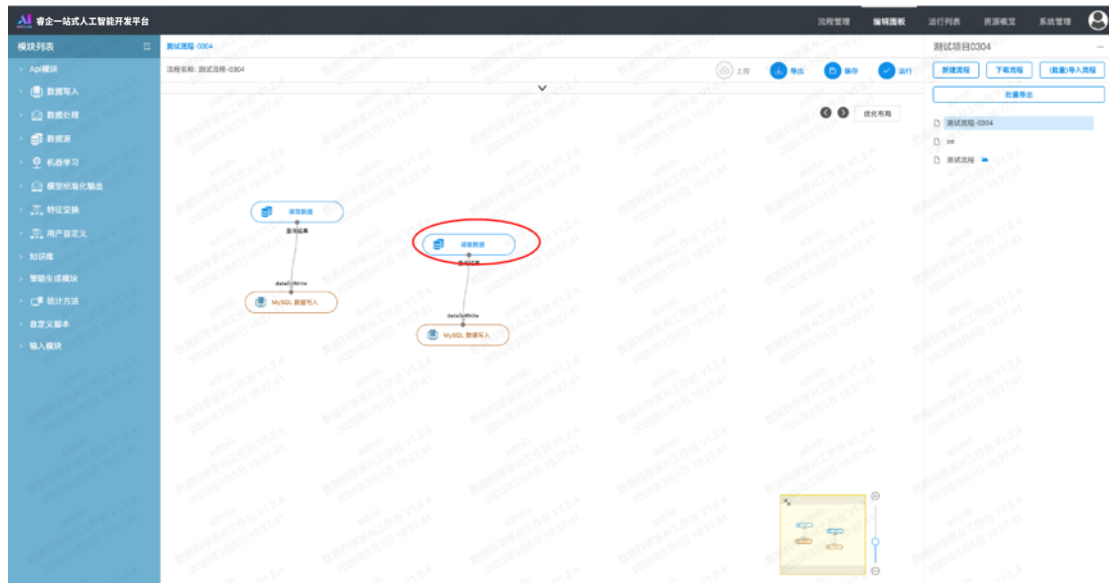 睿企一站式人工智能开发平台
流程管理 编辑面板 运行列表 资源概览 系统管理
模块列表
测试流程-0304
测试项目0304
Api模块
流程名称: 测试流程-0304
上传 导出 保存 运行
新建流程 下载流程 (批量)导入流程
数据写入
批量导出
数据处理
优化布局
测试流程-0304
数据源
机器学习
测试流程
模型标准化输出
特征变换
读取数据
查询结果
用户自定义
读取数据
查询结果
知识库
策略生成模块
dataToWrite
统计方法
MySQL 数据写入
dataToWrite
自定义脚本
MySQL 数据写入
输入模块